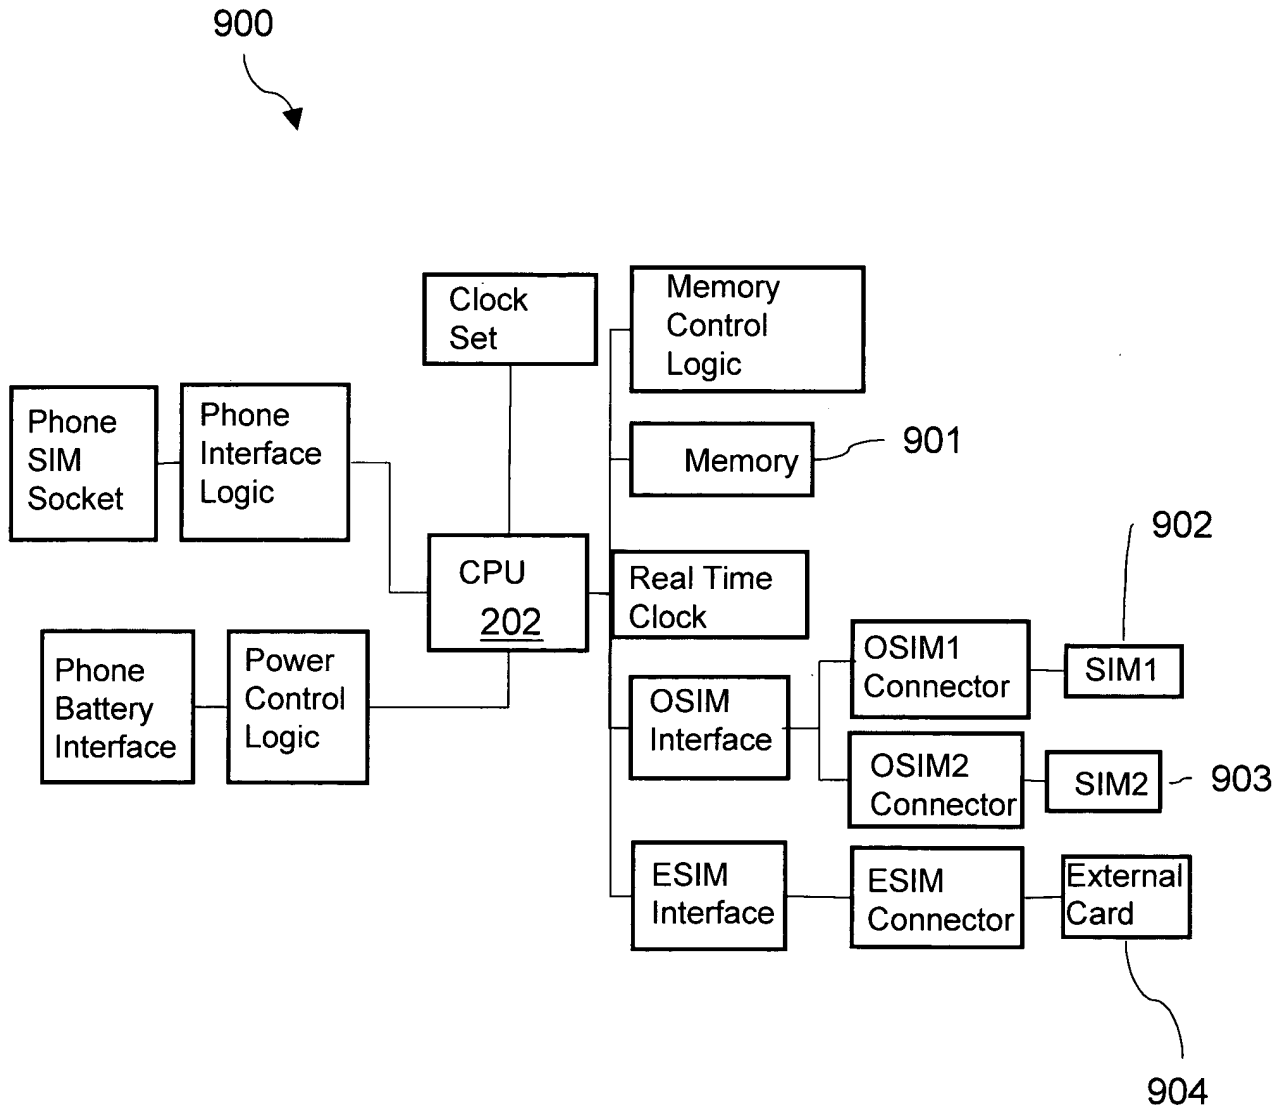 900
Clock
Set
Memory
Control
Logic
Phone
SIM
Socket
Phone
Interface
Logic
Memory
901
902
CPU
202
Real Time
Clock
Phone
Battery
Interface
Power
Control
Logic
OSIM
Interface
OSIM1
Connector
SIM1
OSIM2
Connector
SIM2
903
ESIM
Interface
ESIM
Connector
External
Card
904